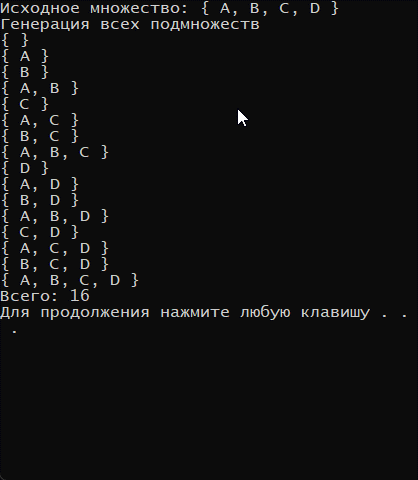 Исходное множество: { A, B, C, D }
Генерация всех подмножеств
{ }
{ A }
{ B }
{ A, B }
{ C }
{ A, C }
{ B, C }
{ A, B, C }
{ D }
{ A, D }
{ B, D }
{ A, B, D }
{ C, D }
{ A, C, D }
{ B, C, D }
{ A, B, C, D }
Всего: 16
Для продолжения нажмите любую клавишу . .
.